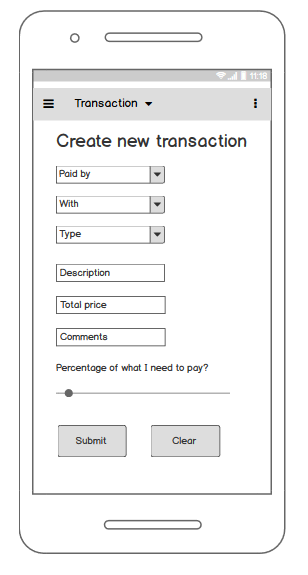 11:18
Transaction
Create new transaction
Paid by
With
Type
Description
Total price
Comments
Percentage of what I need to pay?
Submit Clear